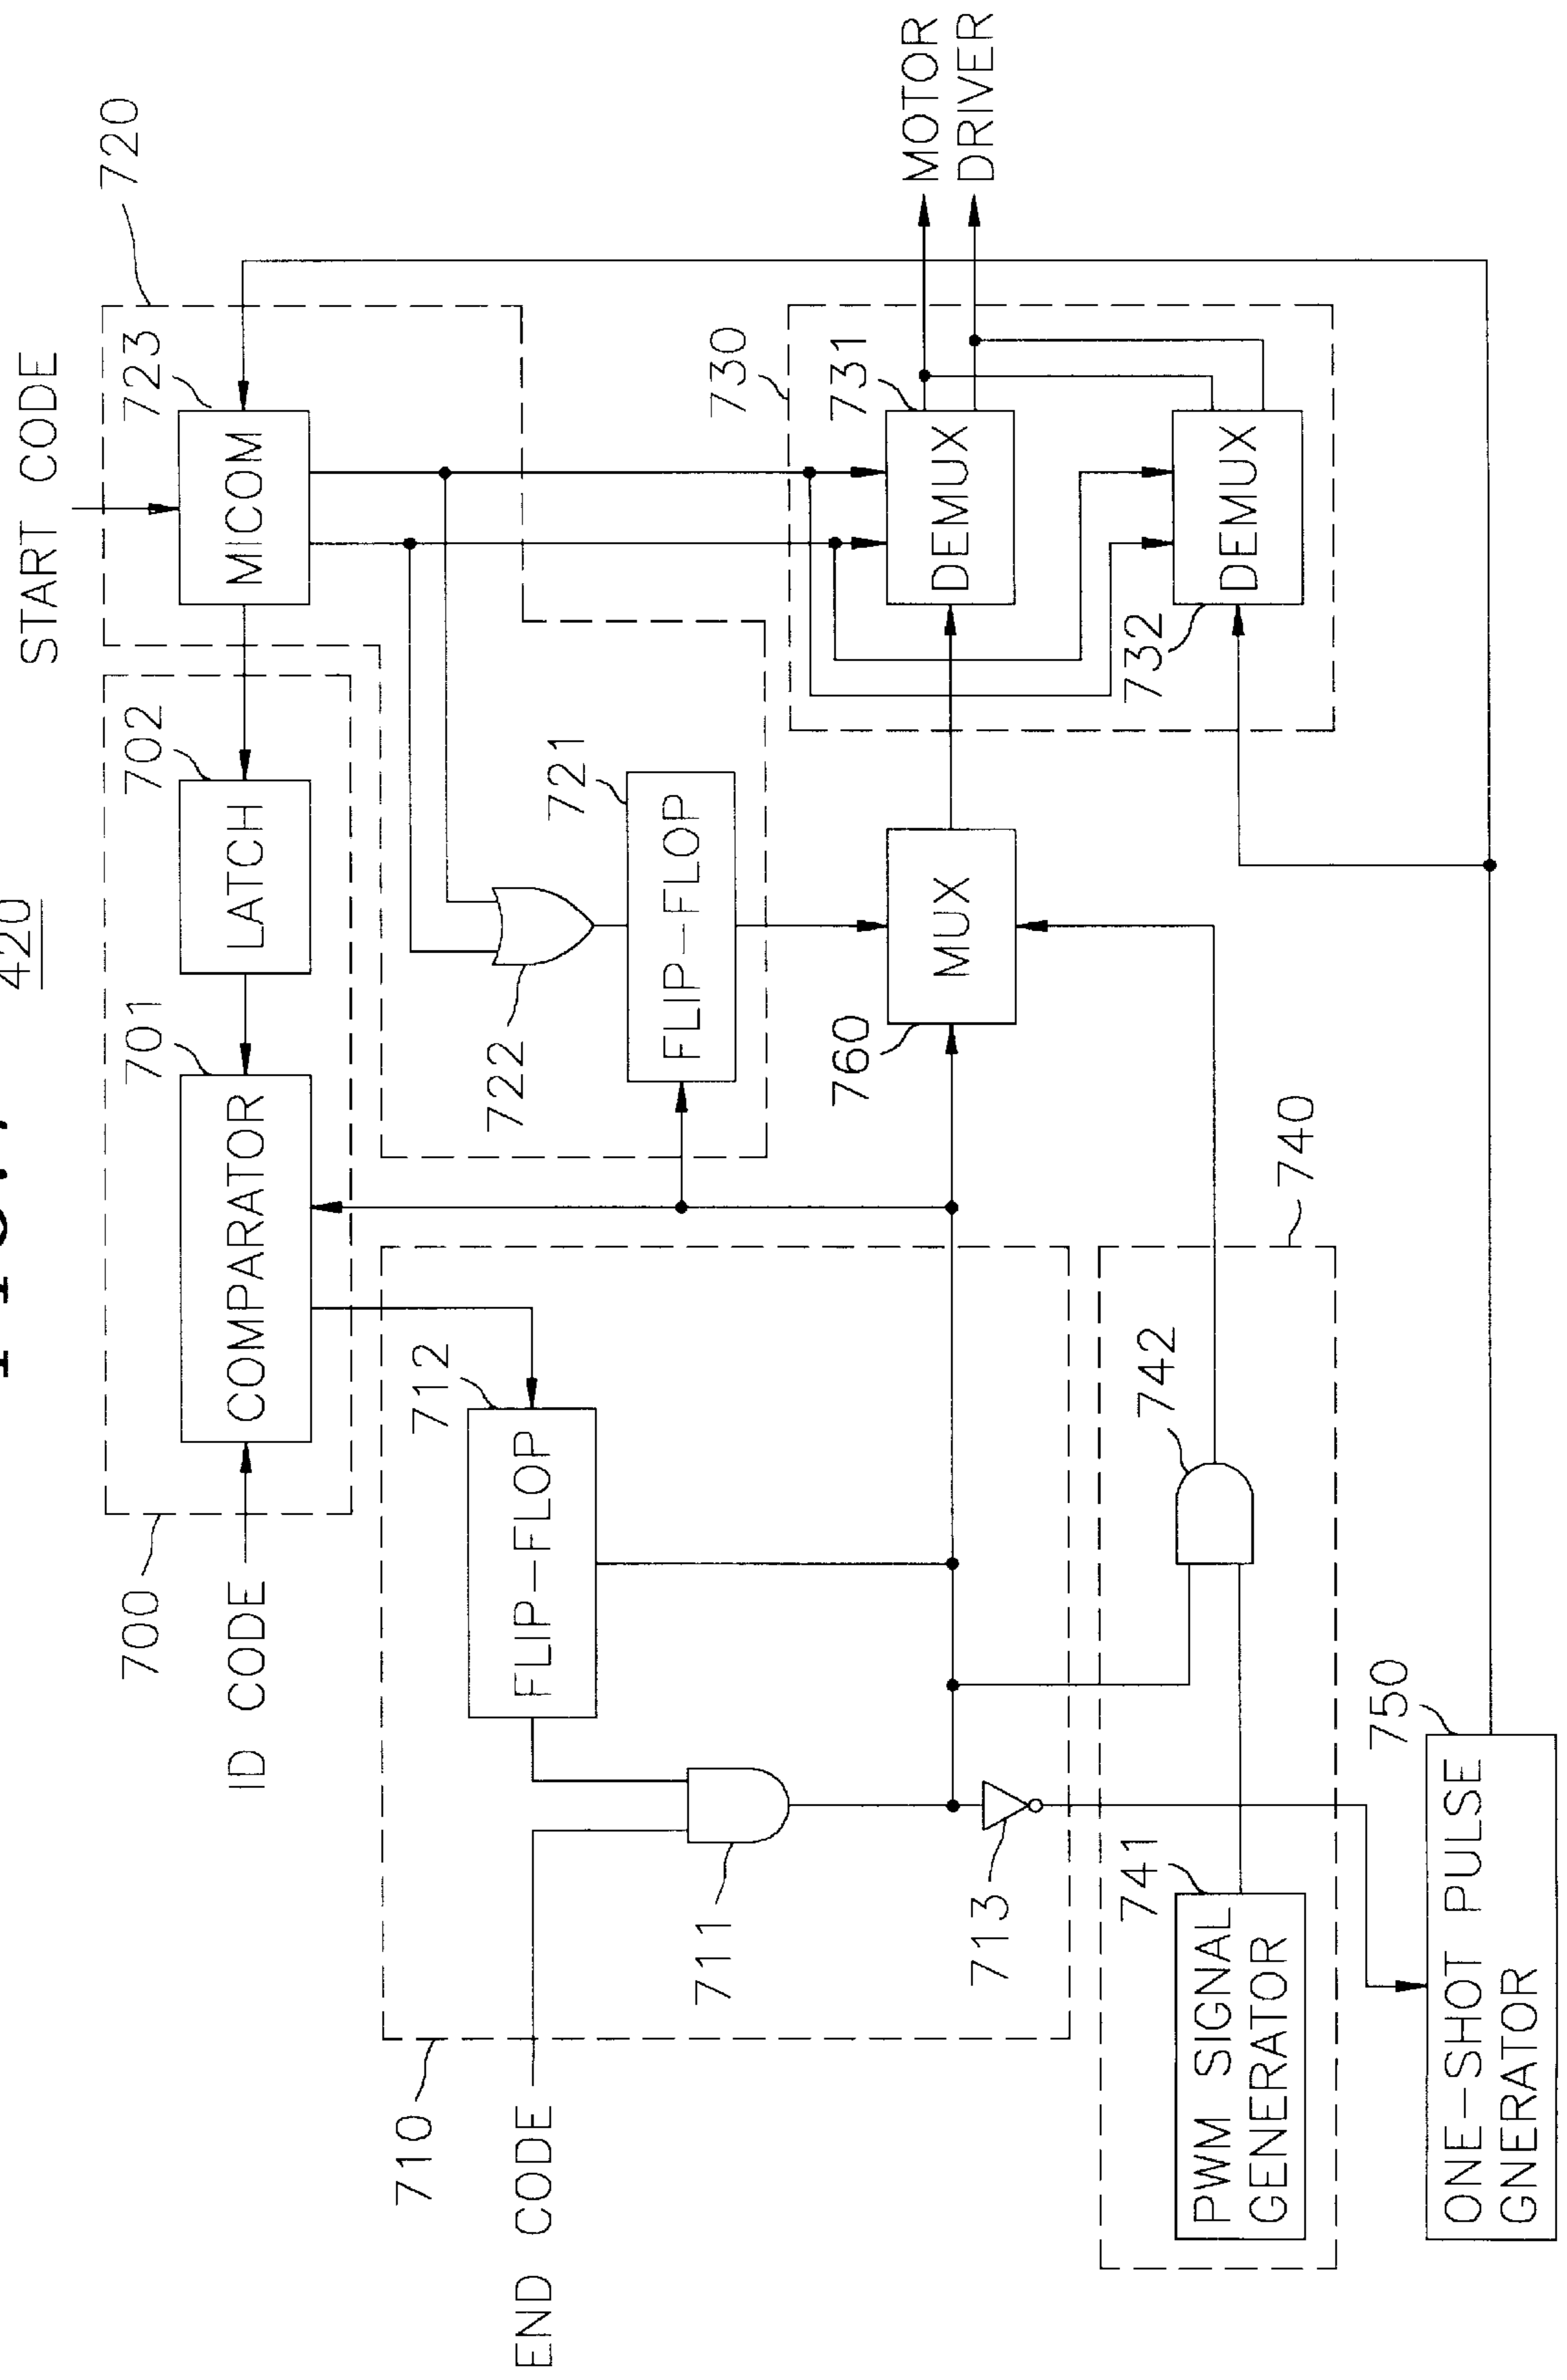 420
START CODE
720
723
MICOM
702
LATCH
701
COMPARATOR
700
ID CODE
722
721
FLIP-FLOP
712
FLIP-FLOP
710
END CODE
711
713
MOTOR
DRIVER
730
731
DEMUX
732
DEMUX
760
MUX
740
742
741
PWM SIGNAL
GENERATOR
750
ONE-SHOT PULSE
GNERATOR